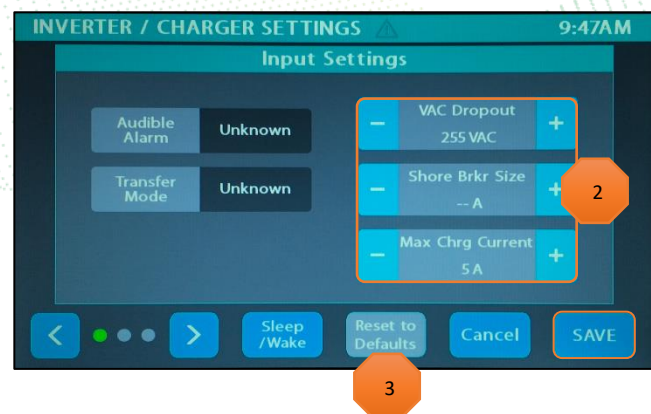 INVERTER / CHARGER SETTINGS 9:47AM
Input Settings
Audible
Alarm
Unknown
Transfer
Mode
Unknown
- VAC Dropout +
255 VAC
- Shore Brkr Size +
-- A
- Max Chrg Current +
5 A
2
< > Sleep
/Wake
Reset to
Defaults
Cancel
SAVE
3